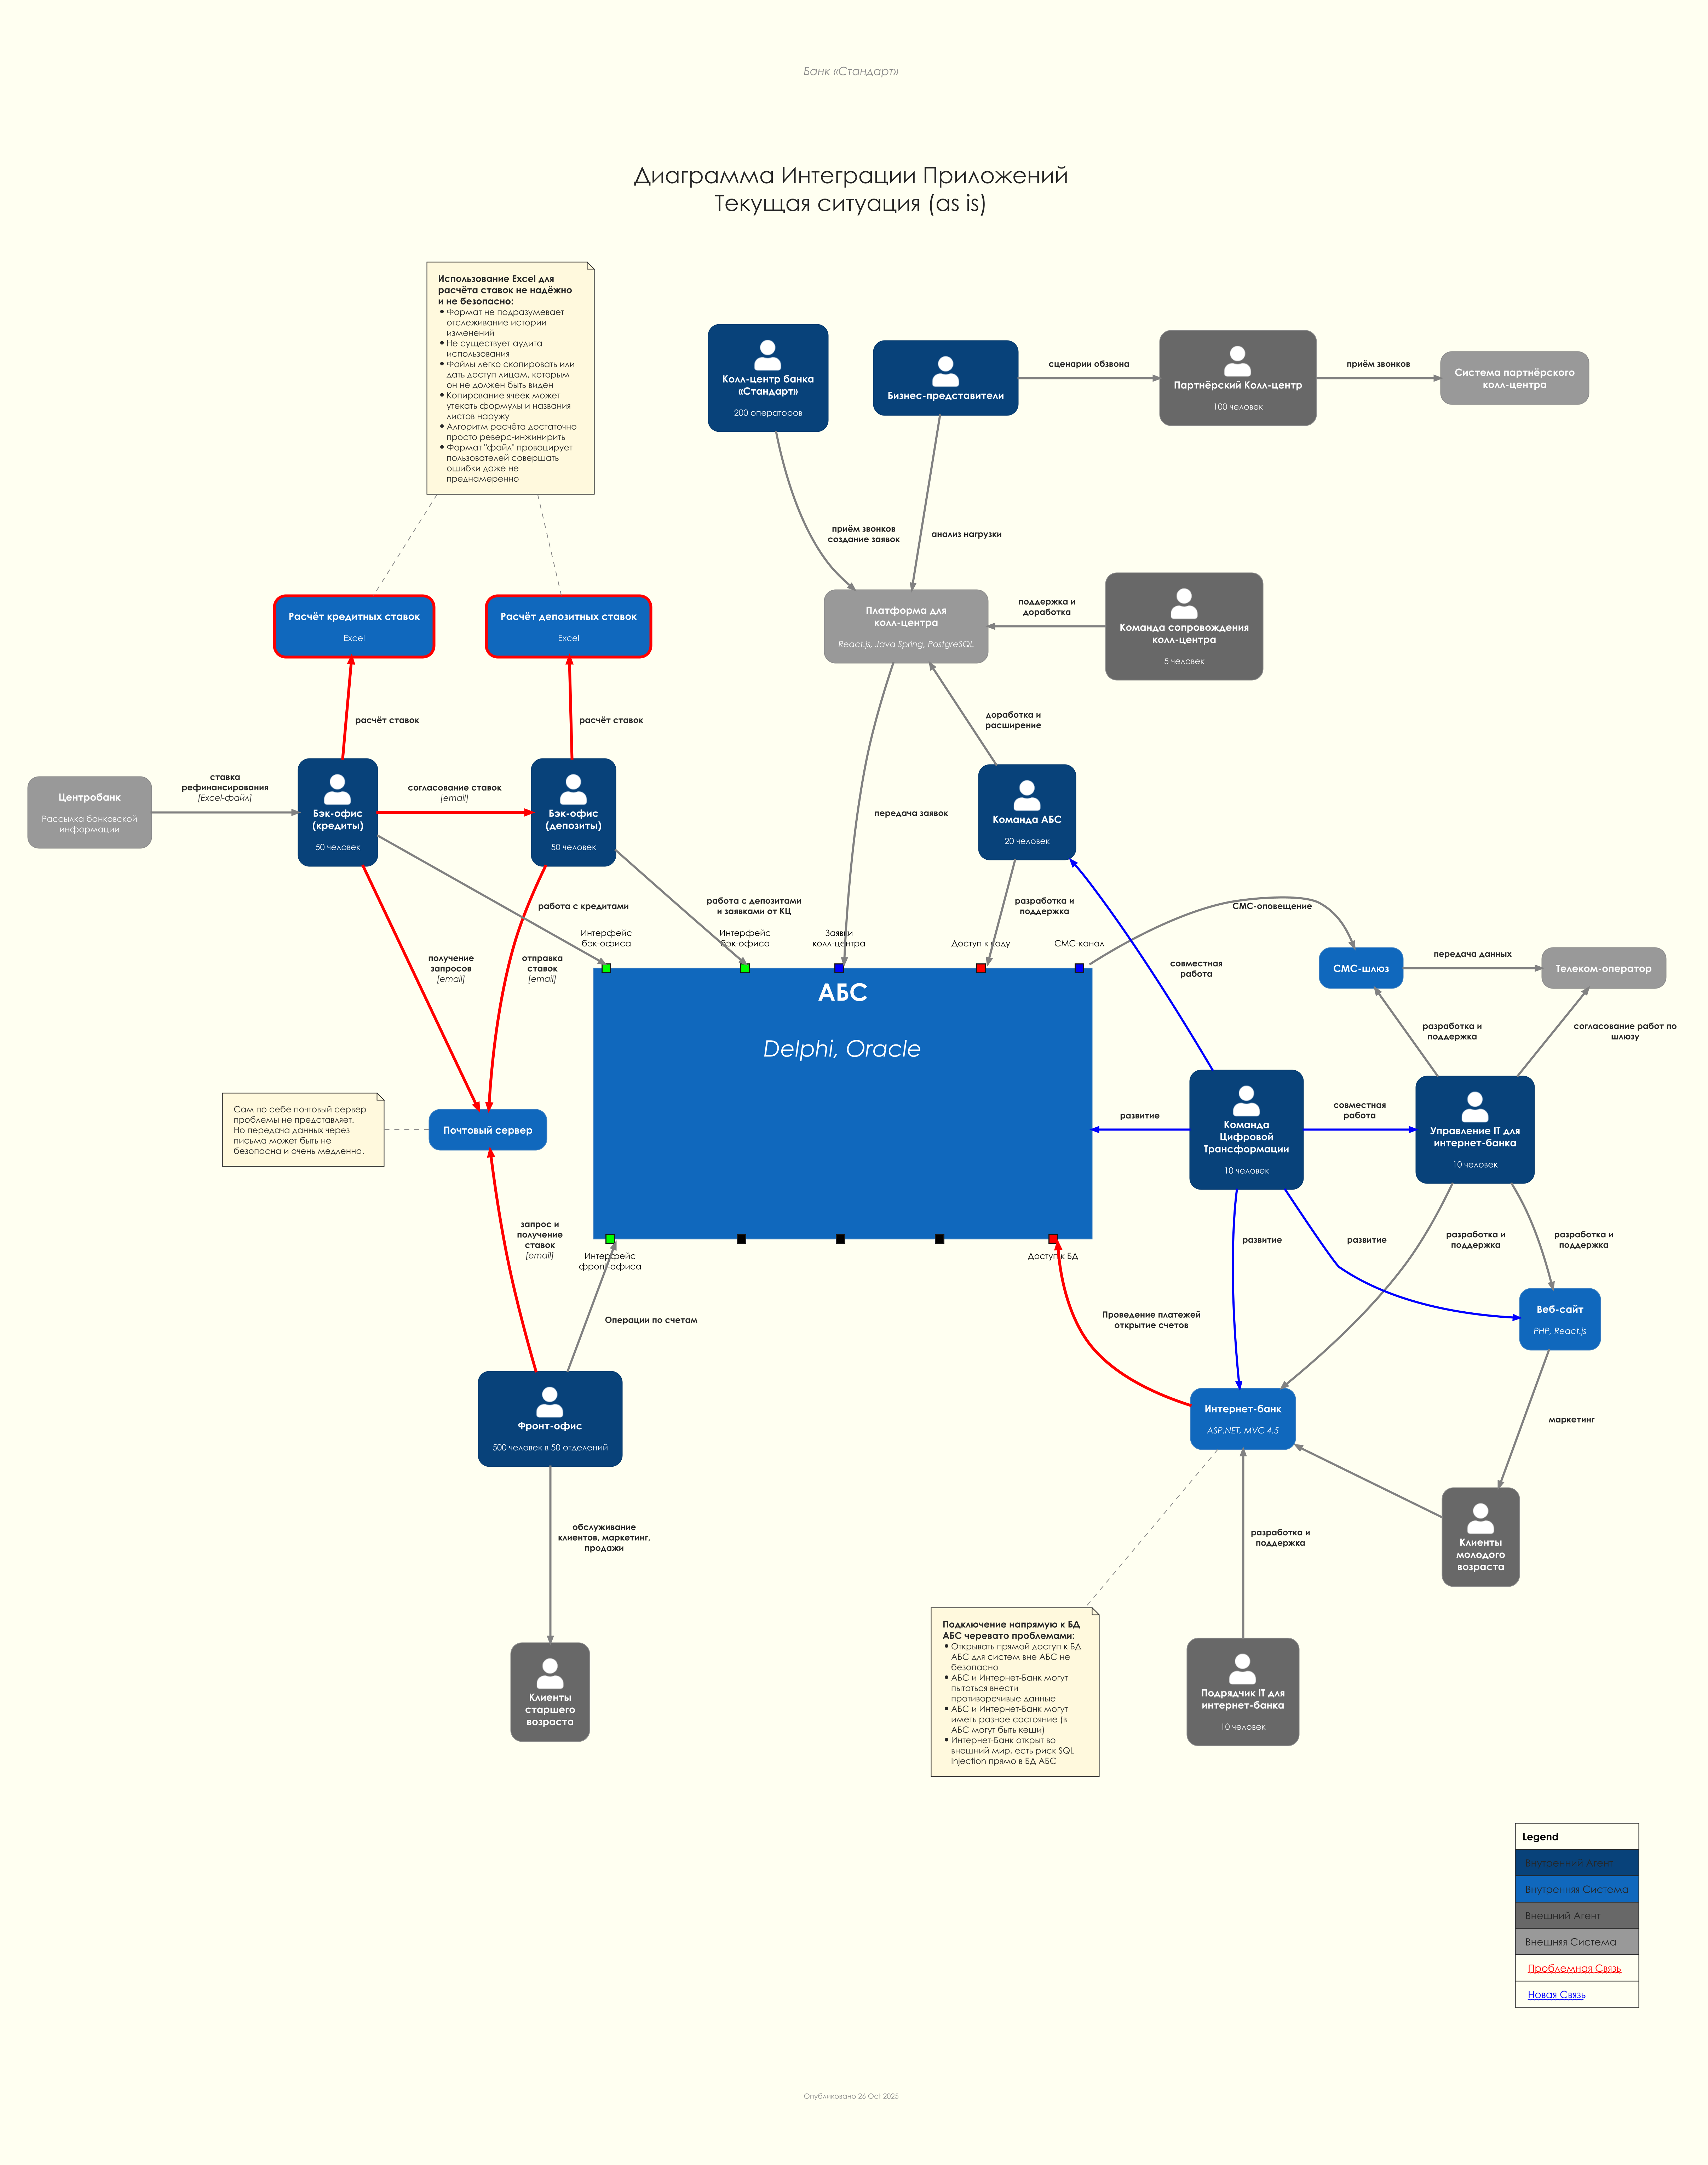 Банк «Стандарт»
Диаграмма Интеграции Приложений
Текущая ситуация (as is)
Использование Excel для
расчёта ставок не надёжно
и не безопасно:
• Формат не подразумевает
отслеживание истории
изменений
• Не существует аудита
использования
• Файлы легко скопировать или
дать доступ лицам, которым
он не должен быть виден
• Копирование ячеек может
утекать формулы и названия
листов наружу
• Алгоритм расчёта достаточно
просто реверс-инжинирить
• Формат "файл" провоцирует
пользователей совершать
ошибки даже не
преднамеренно
Колл-центр банка
«Стандарт»
200 операторов
Бизнес-представители
сценарии обзвона
Партнёрский Колл-центр
100 человек
приём звонков
Система партнёрского
колл-центра
приём звонков
создание заявок
анализ нагрузки
Расчёт кредитных ставок
Excel
Расчёт депозитных ставок
Excel
Платформа для
колл-центра
React.js, Java Spring, PostgreSQL
поддержка и
доработка
Команда сопровождения
колл-центра
5 человек
расчёт ставок
расчёт ставок
доработка и
расширение
Центробанк
Рассылка банковской
информации
ставка
рефинансирования
[Excel-файл]
Бэк-офис
(кредиты)
50 человек
согласование ставок
[email]
Бэк-офис
(депозиты)
50 человек
передача заявок
Команда АБС
20 человек
работа с кредитами
работа с депозитами
и заявками от КЦ
разработка и
поддержка
СМС-оповещение
Интерфейс
бэк-офиса
Интерфейс
бэк-офиса
Заявки
колл-центра
Доступ к коду
СМС-канал
получение
запросов
[email]
отправка
ставок
[email]
совместная
работа
СМС-шлюз
передача данных
Телеком-оператор
АБС
Delphi, Oracle
разработка и
поддержка
согласование работ по
шлюзу
Сам по себе почтовый сервер
проблемы не представляет.
Но передача данных через
письма может быть не
безопасна и очень медленна.
Почтовый сервер
развитие
Команда
Цифровой
Трансформации
10 человек
совместная
работа
Управление IT для
интернет-банка
10 человек
запрос и
получение
ставок
[email]
Интерфейс
фронт-офиса
Доступ к БД
развитие
развитие
разработка и
поддержка
разработка и
поддержка
Операции по счетам
Проведение платежей
открытие счетов
Веб-сайт
PHP, React.js
Фронт-офис
500 человек в 50 отделений
Интернет-банк
ASP.NET, MVC 4.5
маркетинг
обслуживание
клиентов, маркетинг,
продажи
разработка и
поддержка
Клиенты
молодого
возраста
Клиенты
старшего
возраста
Подключение напрямую к БД
АБС черевато проблемами:
• Открывать прямой доступ к БД
АБС для систем вне АБС не
безопасно
• АБС и Интернет-Банк могут
пытаться внести
противоречивые данные
• АБС и Интернет-Банк могут
иметь разное состояние (в
АБС могут быть кеши)
• Интернет-Банк открыт во
внешний мир, есть риск SQL
Injection прямо в БД АБС
Подрядчик IT для
интернет-банка
10 человек
Legend
Внутренний Агент
Внутренняя Система
Внешний Агент
Внешняя Система
Проблемная Связь
Новая Связь
Опубликовано 26 Oct 2025